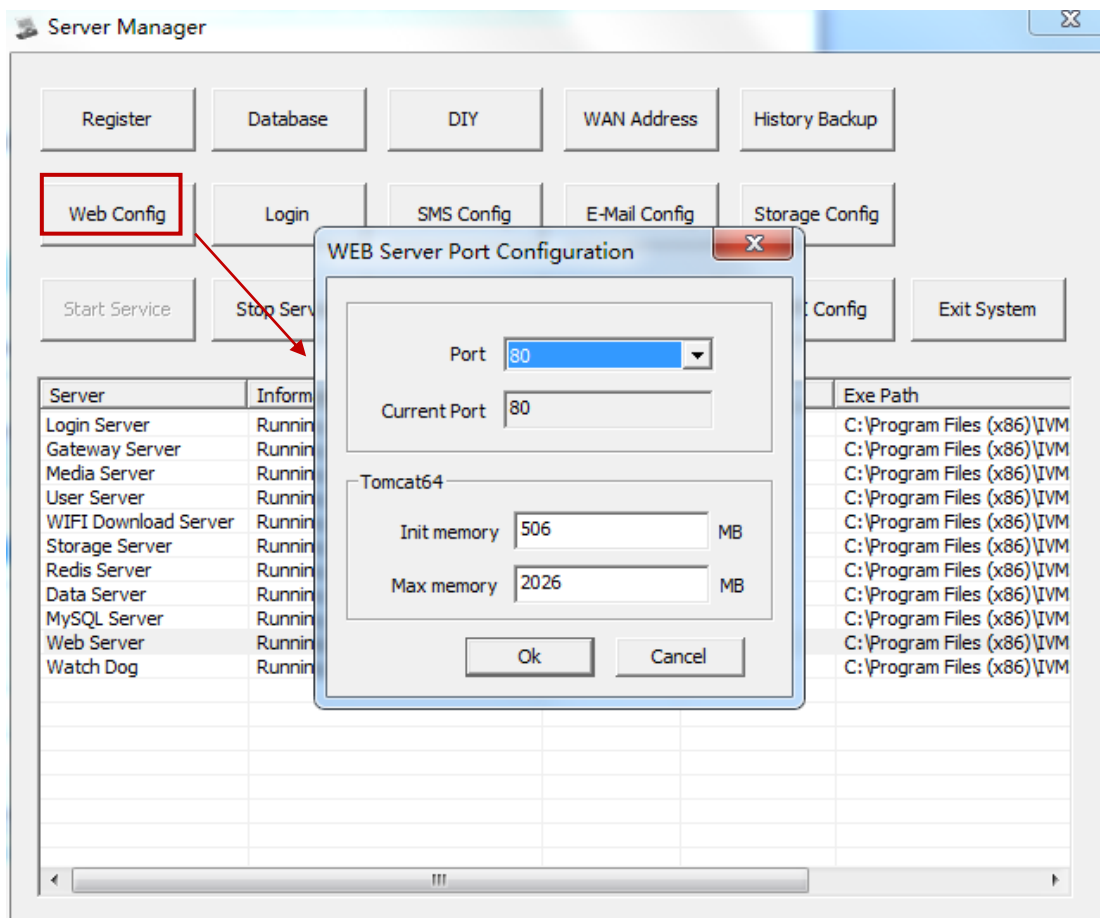 Server Manager
Register Database DIY WAN Address History Backup
Web Config Login SMS Config E-Mail Config Storage Config
WEB Server Port Configuration
Start Service Stop Config Exit System
Port 80
Current Port 80
Server Exe Path
Login Server C:\Program Files (x86)\IVM
Gateway Server C:\Program Files (x86)\IVM
Media Server C:\Program Files (x86)\IVM
User Server C:\Program Files (x86)\IVM
WIFI Download Server C:\Program Files (x86)\IVM
Storage Server C:\Program Files (x86)\IVM
Redis Server C:\Program Files (x86)\IVM
Data Server C:\Program Files (x86)\IVM
MySQL Server C:\Program Files (x86)\IVM
Web Server C:\Program Files (x86)\IVM
Watch Dog C:\Program Files (x86)\IVM
Tomcat64
Init memory 506 MB
Max memory 2026 MB
Ok Cancel